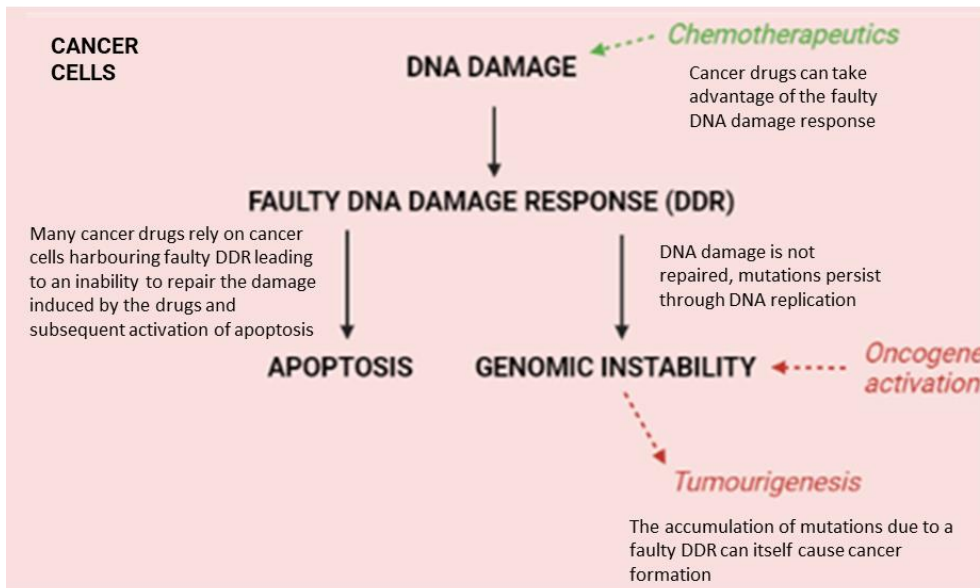 CANCER
CELLS
DNA DAMAGE
Chemotherapeutics
Cancer drugs can take
advantage of the faulty
DNA damage response
FAULTY DNA DAMAGE RESPONSE (DDR)
Many cancer drugs rely on cancer
cells harbouring faulty DDR leading
to an inability to repair the damage
induced by the drugs and
subsequent activation of apoptosis
DNA damage is not
repaired, mutations persist
through DNA replication
APOPTOSIS
GENOMIC INSTABILITY
Oncogene
activation
Tumourigenesis
The accumulation of mutations due to a
faulty DDR can itself cause cancer
formation